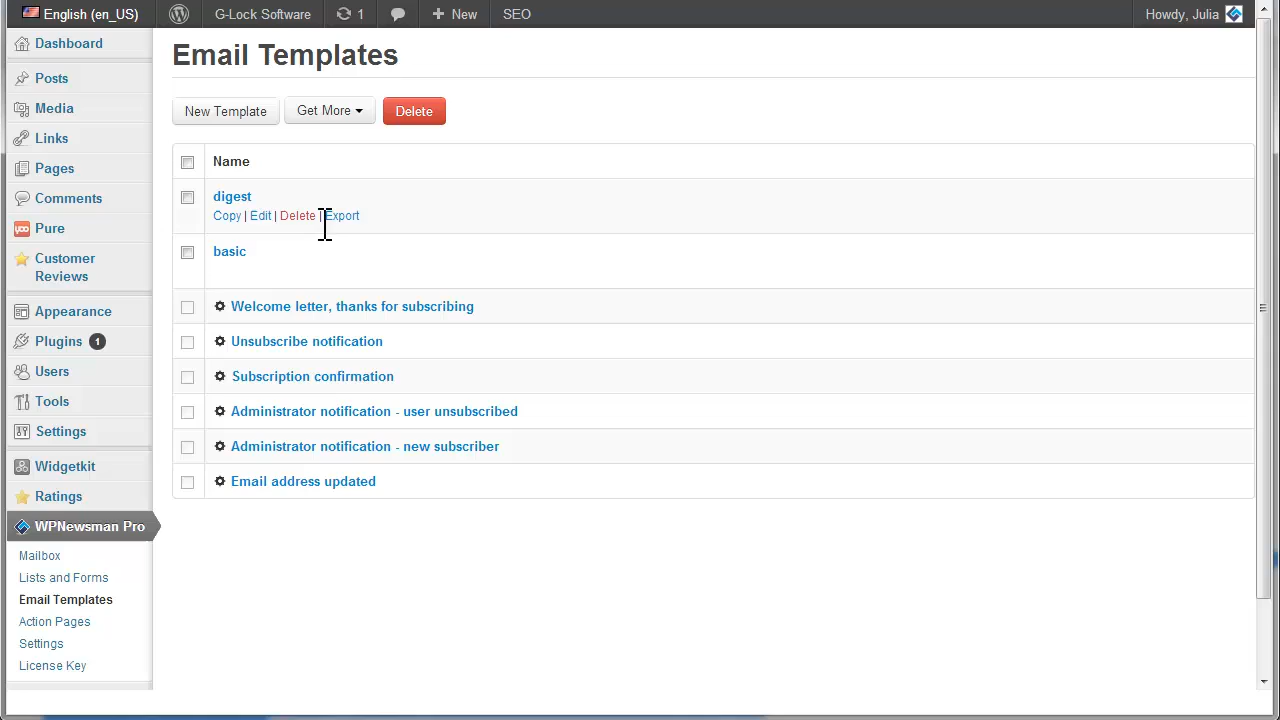 English (en_US)
G-Lock Software
1
New
SEO
Howdy, Julia
Dashboard
Posts
Media
Links
Pages
Comments
yoo
Pure
Customer
Reviews
Appearance
Plugins 1
Users
Tools
Settings
Widgetkit
Ratings
WPNewsman Pro
Mailbox
Lists and Forms
Email Templates
Action Pages
Settings
License Key
Email Templates
New Template
Get More
Delete
Name
digest
Copy | Edit | Delete | Export
basic
Welcome letter, thanks for subscribing
Unsubscribe notification
Subscription confirmation
Administrator notification - user unsubscribed
Administrator notification - new subscriber
Email address updated